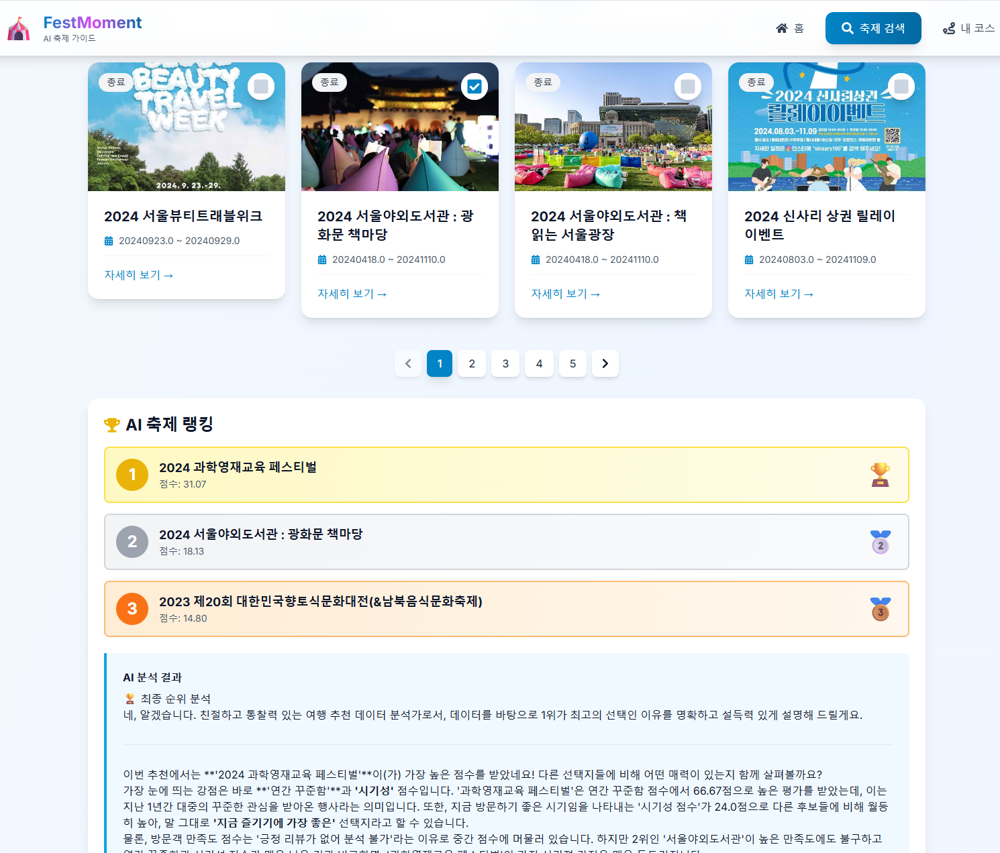 FestMoment
AI 축제 가이드
홈
축제 검색
내 코스
종료
BEAUTY
TRAVEL
WEEK
2024. 9. 23.-29.
2024 서울뷰티트래블위크
20240923.0 ~ 20240929.0
자세히 보기 →
종료
2024 서울야외도서관 : 광
화문 책마당
20240418.0 ~ 20241110.0
자세히 보기 →
종료
2024 서울야외도서관 : 책
읽는 서울광장
20240418.0 ~ 20241110.0
자세히 보기 →
종료
2024 신사리상권
릴레이이벤트
2024.08.03.-11.09
자세한 일정은 @인스타에 "sinsary100"를 검색 해주세요!
2024 신사리 상권 릴레이
이벤트
20240803.0 ~ 20241109.0
자세히 보기 →
1 2 3 4 5
AI 축제 랭킹
1
2024 과학영재교육 페스티벌
점수: 31.07
2
2024 서울야외도서관 : 광화문 책마당
점수: 18.13
2
3
2023 제20회 대한민국향토식문화대전(&남북음식문화축제)
점수: 14.80
3
AI 분석 결과
🏆 최종 순위 분석
네, 알겠습니다. 친절하고 통찰력 있는 여행 추천 데이터 분석가로서, 데이터를 바탕으로 1위가 최고의 선택인 이유를 명확하고 설득력 있게 설명해 드릴게요.
이번 추천에서는 **'2024 과학영재교육 페스티벌'**이(가) 가장 높은 점수를 받았네요! 다른 선택지들에 비해 어떤 매력이 있는지 함께 살펴볼까요?
가장 눈에 띄는 강점은 바로 **'연간 꾸준함'**과 '시기성' 점수입니다. '과학영재교육 페스티벌'은 연간 꾸준함 점수에서 66.67점으로 높은 평가를 받았는데, 이는
지난 1년간 대중의 꾸준한 관심을 받아온 행사라는 의미입니다. 또한, 지금 방문하기 좋은 시기임을 나타내는 '시기성 점수'가 24.0점으로 다른 후보들에 비해 월등
히 높아, 말 그대로 '지금 즐기기에 가장 좋은' 선택지라고 할 수 있습니다.
물론, 방문객 만족도 점수는 '긍정 리뷰가 없어 분석 불가'라는 이유로 중간 점수에 머물러 있습니다. 하지만 2위인 '서울야외도서관'이 높은 만족도에도 불구하고